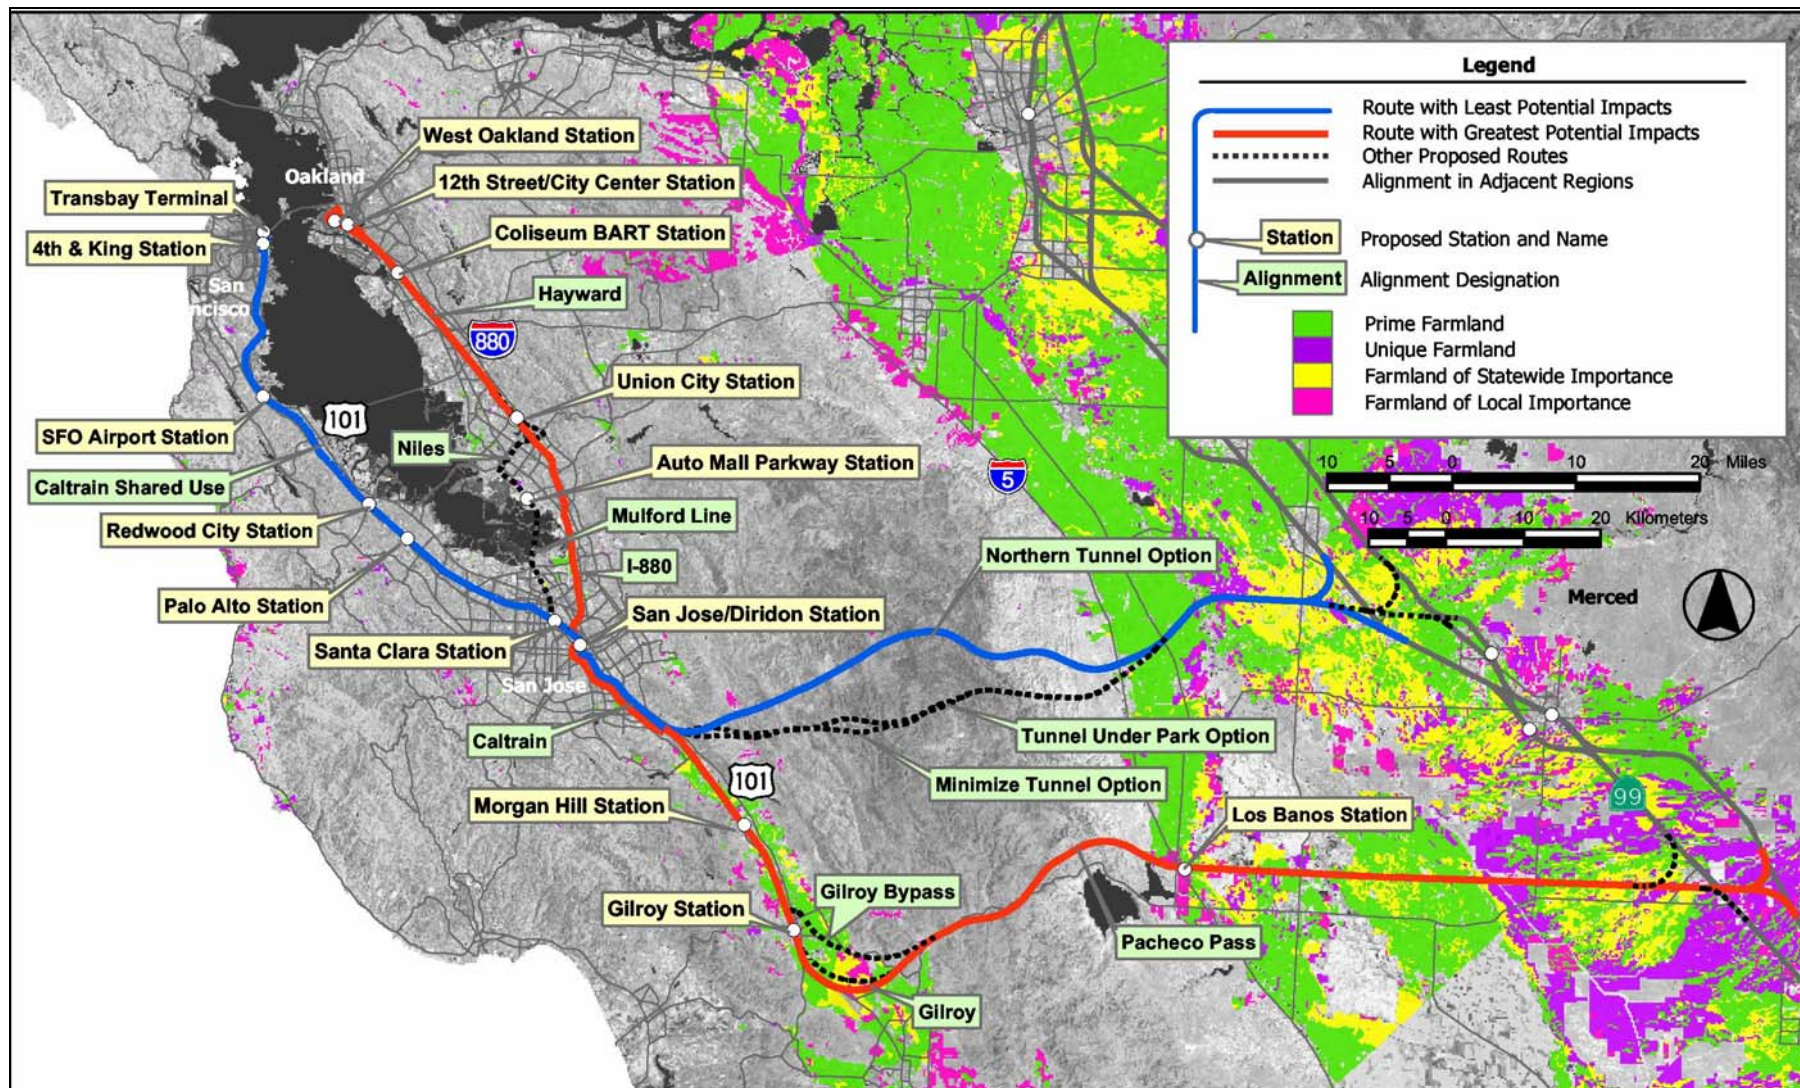 Legend
Route with Least Potential Impacts
Route with Greatest Potential Impacts
Other Proposed Routes
Alignment in Adjacent Regions
Station
Proposed Station and Name
Alignment
Alignment Designation
Prime Farmland
Unique Farmland
Farmland of Statewide Importance
Farmland of Local Importance
West Oakland Station
Oakland
12th Street/City Center Station
Transbay Terminal
Coliseum BART Station
4th & King Station
San
ncisco
Hayward
880
Union City Station
101
SFO Airport Station
Niles
Auto Mall Parkway Station
5
10 5 0 10 20 Miles
Caltrain Shared Use
Mulford Line
10 5 0 10 20 Kilometers
Redwood City Station
Northern Tunnel Option
I-880
Merced
Palo Alto Station
San Jose/Diridon Station
Santa Clara Station
San Jose
Caltrain
Tunnel Under Park Option
101
Minimize Tunnel Option
99
Morgan Hill Station
Los Banos Station
Gilroy Bypass
Gilroy Station
Pacheco Pass
Gilroy